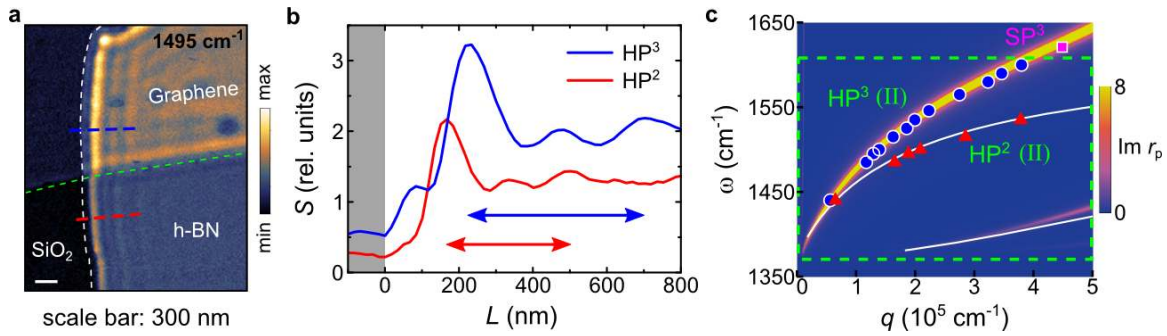 a
1495 cm⁻¹
Graphene
h-BN
SiO₂
max
min
scale bar: 300 nm
b
S (rel. units)
3
2
1
0
HP³
HP²
0 200 400 600 800
L (nm)
c
ω (cm⁻¹)
1650
1550
1450
1350
SP³
HP³ (II)
HP² (II)
0 1 2 3 4 5
q (10⁵ cm⁻¹)
8
Im rₚ
0